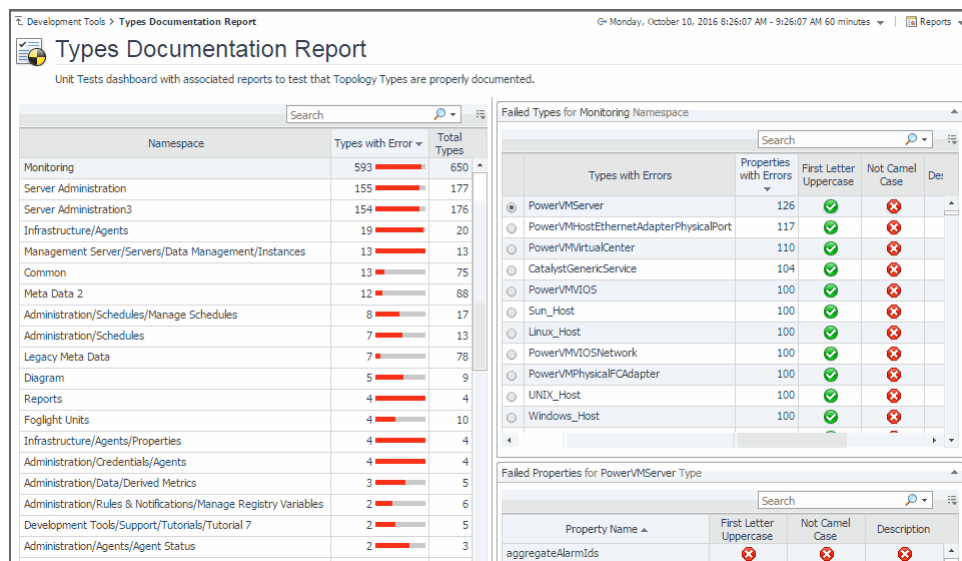 Development Tools > Types Documentation Report
Monday, October 10, 2016 8:26:07 AM - 9:26:07 AM 60 minutes
Reports
Types Documentation Report
Unit Tests dashboard with associated reports to test that Topology Types are properly documented.
Search
Namespace Types with Error Total Types
Monitoring 593 650
Server Administration 155 177
Server Administration3 154 176
Infrastructure/Agents 19 20
Management Server/Servers/Data Management/Instances 13 13
Common 13 75
Meta Data 2 12 88
Administration/Schedules/Manage Schedules 8 17
Administration/Schedules 7 13
Legacy Meta Data 7 78
Diagram 5 9
Reports 4 4
Foglight Units 4 10
Infrastructure/Agents/Properties 4 4
Administration/Credentials/Agents 4 4
Administration/Data/Derived Metrics 3 5
Administration/Rules & Notifications/Manage Registry Variables 2 6
Development Tools/Support/Tutorials/Tutorial 7 2 5
Administration/Agents/Agent Status 2 3
Failed Types for Monitoring Namespace
Search
Types with Errors Properties with Errors First Letter Uppercase Not Camel Case Des
PowerVMServer 126
PowerVMHostEthernetAdapterPhysicalPort 117
PowerVMVirtualCenter 110
CatalystGenericService 104
PowerVMVIOS 100
Sun_Host 100
Linux_Host 100
PowerVMVIOSNetwork 100
PowerVMPhysicalFCAdapter 100
UNIX_Host 100
Windows_Host 100
Failed Properties for PowerVMServer Type
Search
Property Name First Letter Uppercase Not Camel Case Description
aggregateAlarmIds